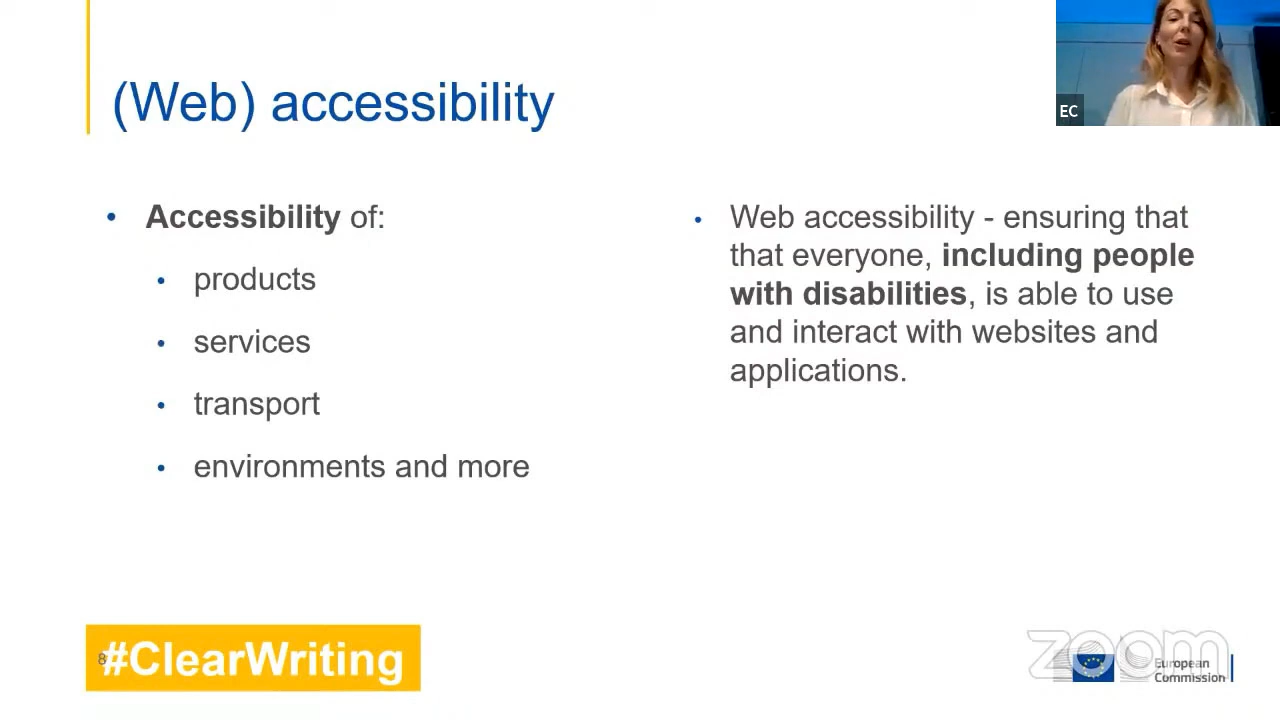 (Web) accessibility
EC
• Accessibility of:
• products
• services
• transport
• environments and more
• Web accessibility - ensuring that
that everyone, including people
with disabilities, is able to use
and interact with websites and
applications.
8
#ClearWriting
zoom
European
Commission